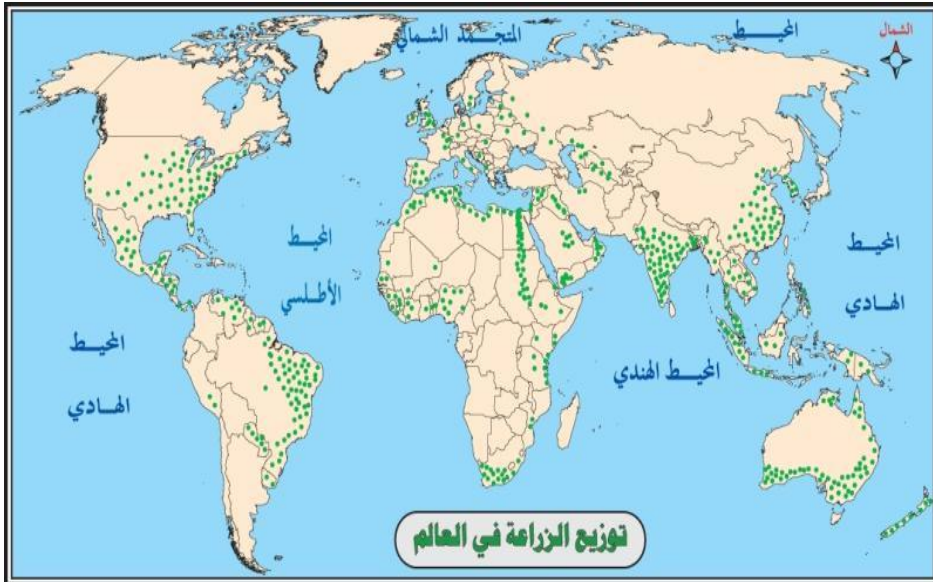 المتجمد الشمالي
المحيط
الشمال
المحيط
الأطلسي
المحيط
الهادي
المحيط
الهادي
المحيط الهندي
توزيع الزراعة في العالم